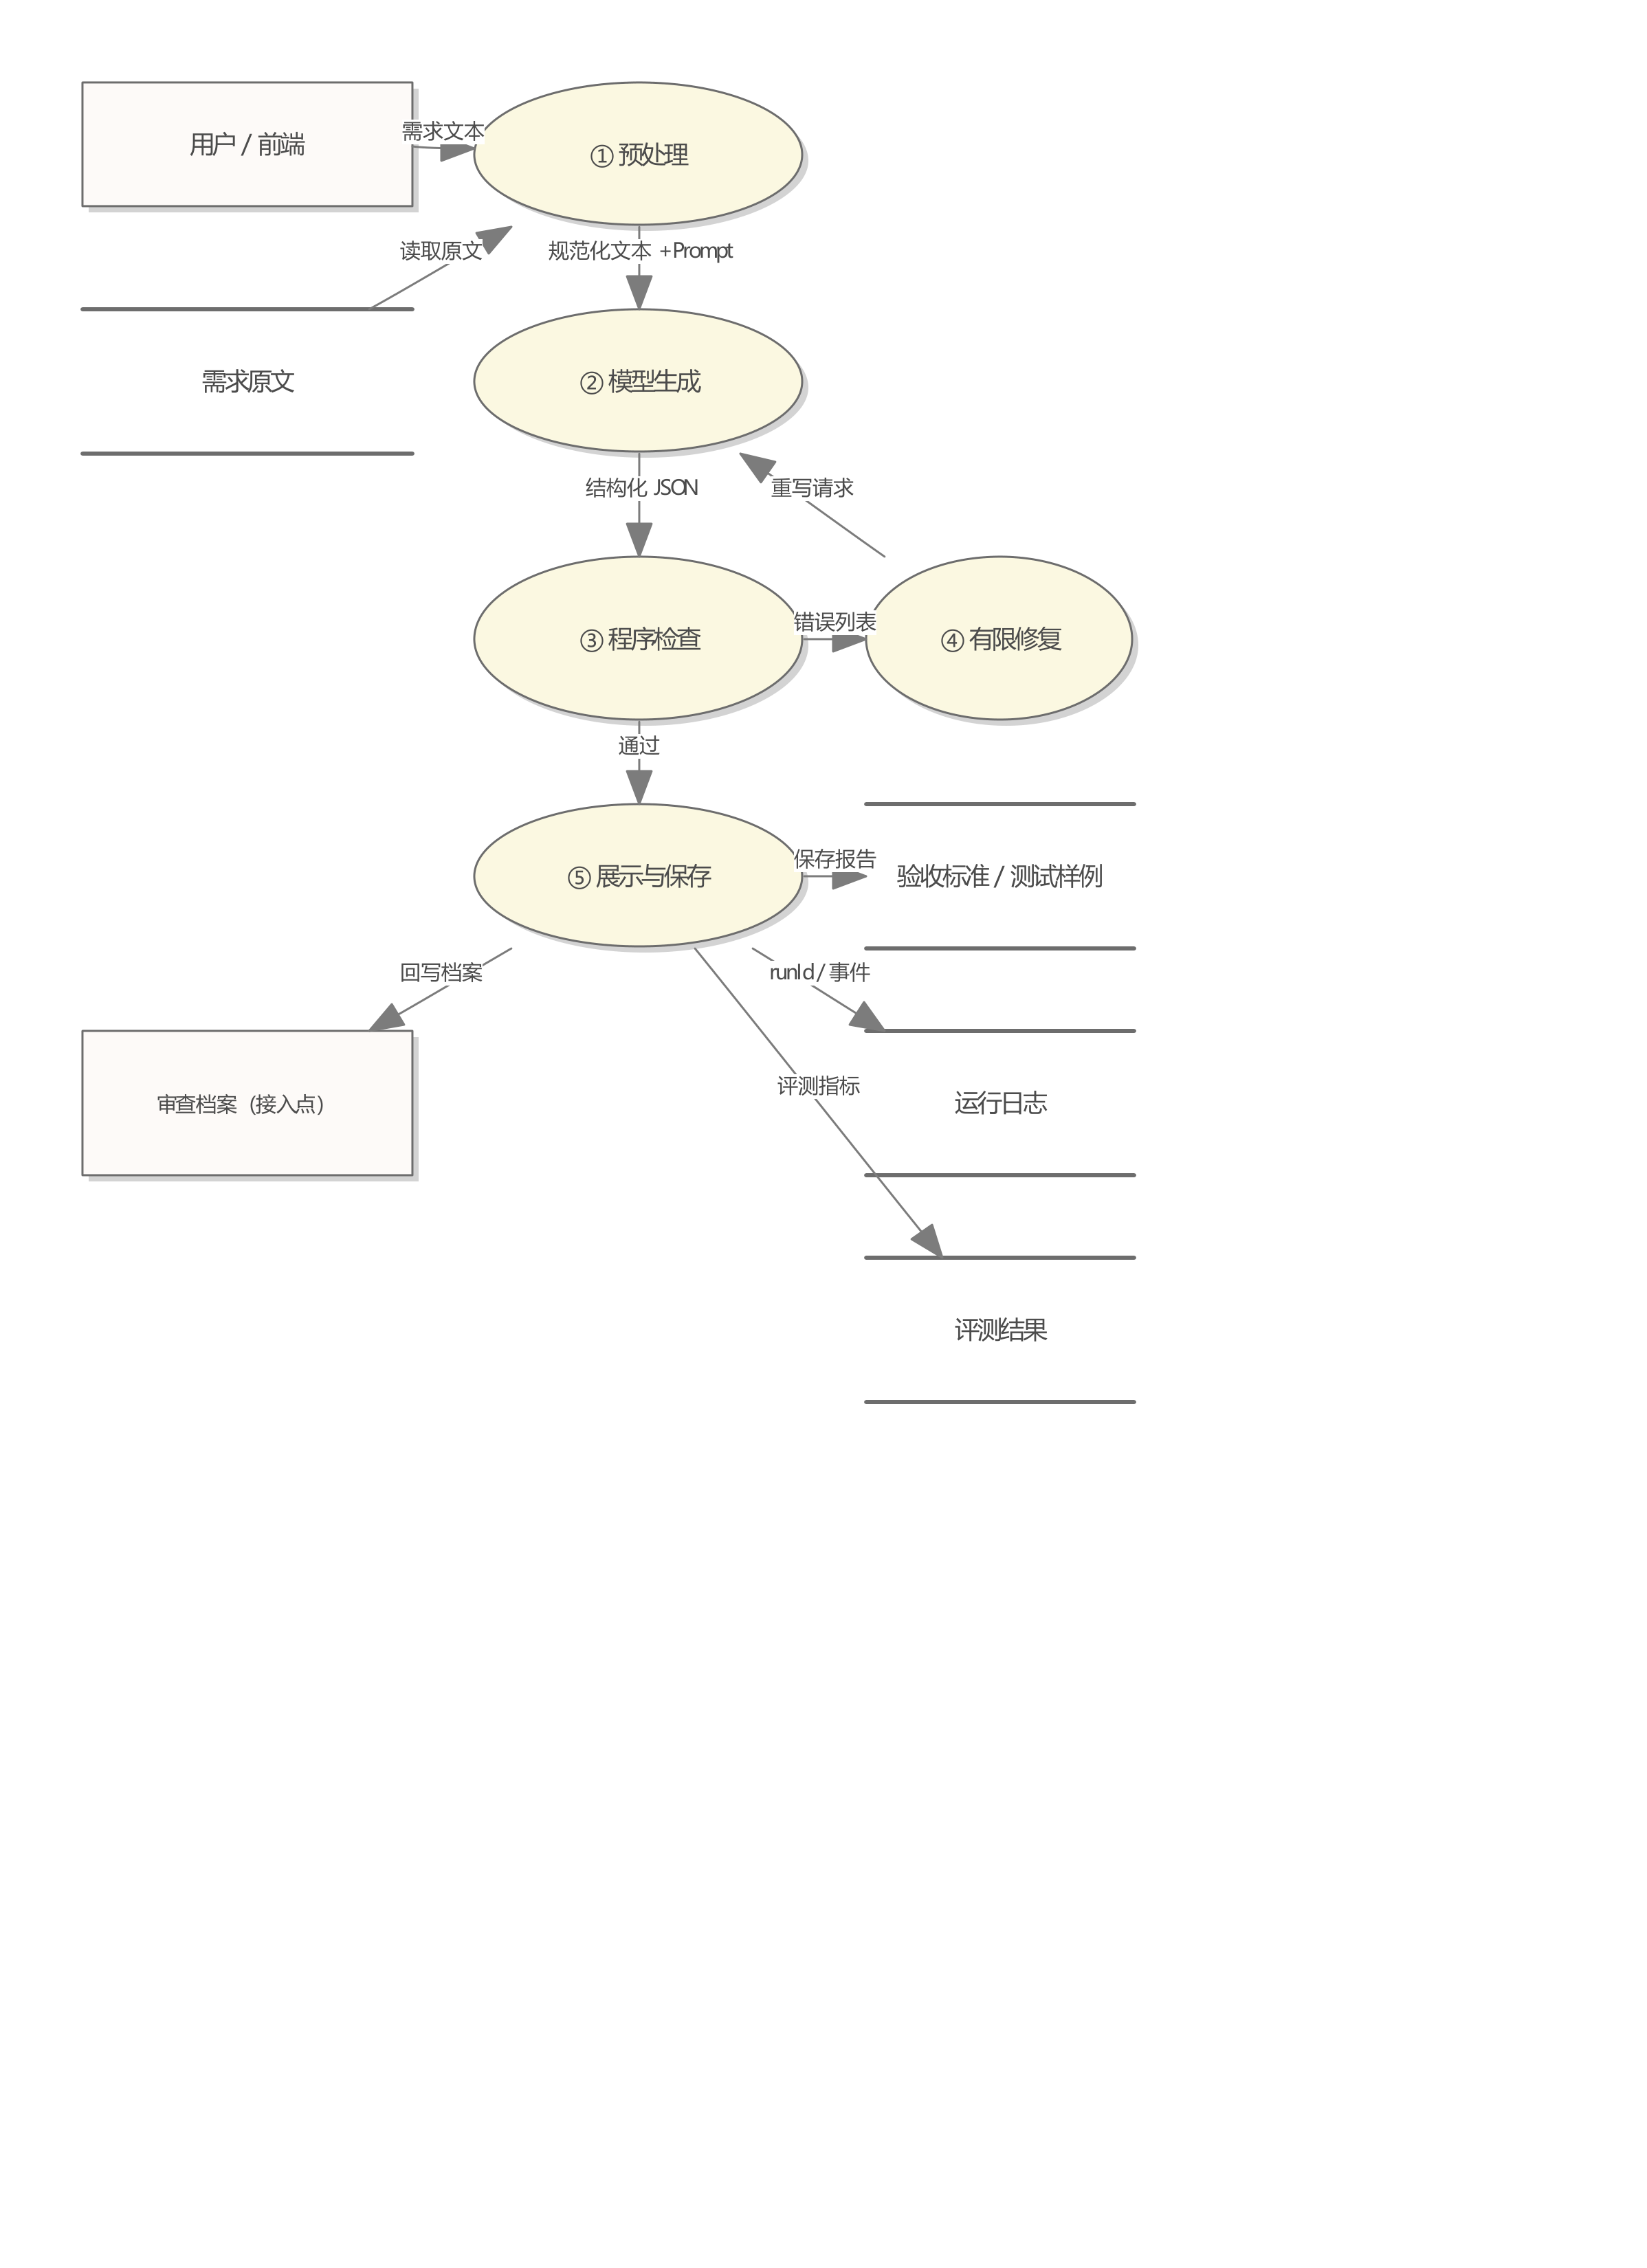 用户 / 前端
需求文本
① 预处理
读取原文
规范化文本 +Prompt
需求原文
② 模型生成
结构化 JSON
重写请求
③ 程序检查
错误列表
④ 有限修复
通过
⑤ 展示与保存
保存报告
验收标准 / 测试样例
回写档案
runId / 事件
审查档案 (接入点)
评测指标
运行日志
评测结果